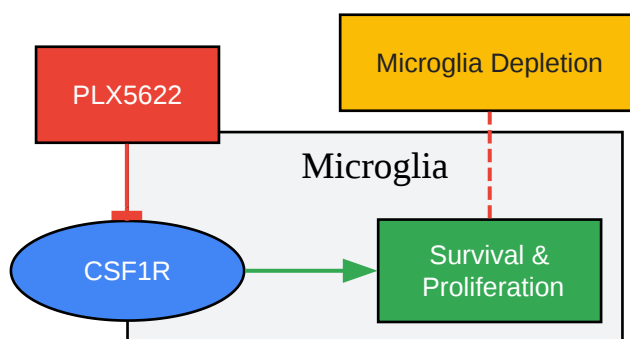 Microglia Depletion
PLX5622
Microglia
CSF1R
Survival &
Proliferation